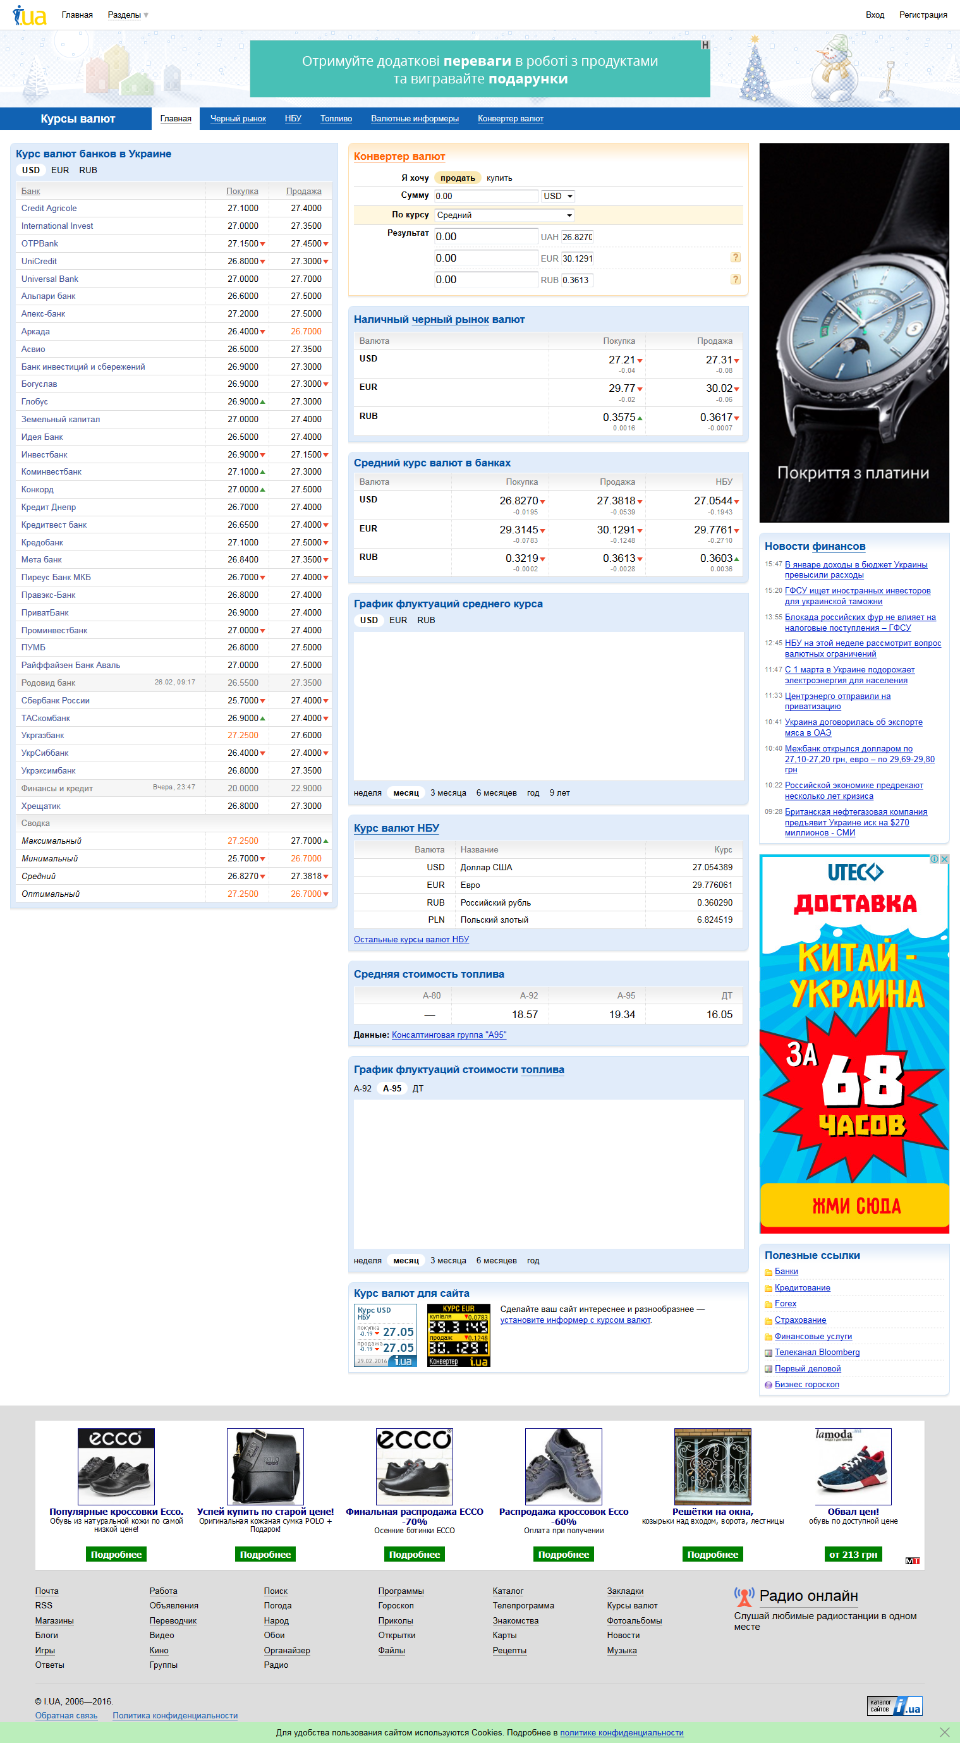 i.ua Главная Разделы Вход Регистрация
Отримуйте додаткові переваги в роботі з продуктами
та вигравайте подарунки
Курсы валют Главная Черный рынок НБУ Топливо Валютные информеры Конвертер валют
Курс валют банков в Украине
USD EUR RUB
Банк Покупка Продажа
Credit Agricole 27.1000 27.4000
International Invest 27.0000 27.3500
OTPBank 27.1500 27.4500
UniCredit 26.8000 27.3000
Universal Bank 27.0000 27.7000
Альпари банк 26.6000 27.5000
Апекс-банк 27.2000 27.5000
Аркада 26.4000 26.7000
Асвио 26.5000 27.3500
Банк инвестиций и сбережений 26.9000 27.3000
Богуслав 26.9000 27.3000
Глобус 26.9000 27.3000
Земельный капитал 27.0000 27.4000
Идея Банк 26.5000 27.4000
Инвестбанк 26.9000 27.1500
Коминвестбанк 27.1000 27.3000
Конкорд 27.0000 27.5000
Кредит Днепр 26.7000 27.4000
Кредитвест банк 26.6500 27.4000
Кредобанк 27.1000 27.5000
Мета банк 26.8400 27.3500
Пиреус Банк МКБ 26.7000 27.4000
Правэкс-Банк 26.8000 27.4000
ПриватБанк 26.9000 27.4000
Проминвестбанк 27.0000 27.4000
ПУМБ 26.8000 27.5000
Райффайзен Банк Аваль 27.0000 27.5000
Родовид банк 26.02, 09:17 26.5500 27.3500
Сбербанк России 25.7000 27.4000
ТАСкомбанк 26.9000 27.4000
Укргазбанк 27.2500 27.6000
УкрСиббанк 26.4000 27.4000
Укрэксимбанк 26.8000 27.3500
Финансы и кредит Вчера, 23:47 20.0000 22.9000
Хрещатик 26.8000 27.3000
Сводка
Максимальный 27.2500 27.7000
Минимальный 25.7000 26.7000
Средний 26.8270 27.3818
Оптимальный 27.2500 26.7000
Конвертер валют
Я хочу продать купить
Сумму 0.00 USD
По курсу Средний
Результат 0.00 UAH 26.8270
0.00 EUR 30.1291 ?
0.00 RUB 0.3613 ?
Наличный черный рынок валют
Валюта Покупка Продажа
USD 27.21 27.31
-0.04 -0.08
EUR 29.77 30.02
-0.02 -0.06
RUB 0.3575 0.3617
0.0016 -0.0007
Средний курс валют в банках
Валюта Покупка Продажа НБУ
USD 26.8270 27.3818 27.0544
-0.0195 -0.0539 -0.1943
EUR 29.3145 30.1291 29.7761
-0.0783 -0.1248 -0.2710
RUB 0.3219 0.3613 0.3603
-0.0002 -0.0028 0.0036
График флуктуаций среднего курса
USD EUR RUB
неделя месяц 3 месяца 6 месяцев год 9 лет
Курс валют НБУ
Валюта Название Курс
USD Доллар США 27.054389
EUR Евро 29.776061
RUB Российский рубль 0.360290
PLN Польский злотый 6.824519
Остальные курсы валют НБУ
Средняя стоимость топлива
А-80 А-92 А-95 ДТ
— 18.57 19.34 16.05
Данные: Консалтинговая группа "А95"
График флуктуаций стоимости топлива
А-92 А-95 ДТ
неделя месяц 3 месяца 6 месяцев год
Курс валют для сайта
Курс USD
НБУ
покупка
-0.19 27.05
продажа
-0.19 27.05
29.02.2016 i.ua
КУРС EUR
купівля 0.0783
29.3145
продаж 0.1248
30.1291
Конвертер i.ua
Сделайте ваш сайт интереснее и разнообразнее —
установите информер с курсом валют.
Покриття з платини
Новости финансов
15:47 В январе доходы в бюджет Украины
превысили расходы
15:20 ГФСУ ищет иностранных инвесторов
для украинской таможни
13:55 Блокада российских фур не влияет на
налоговые поступления – ГФСУ
12:45 НБУ на этой неделе рассмотрит вопрос
валютных ограничений
11:47 С 1 марта в Украине подорожает
электроэнергия для населения
11:33 Центрэнерго отправили на
приватизацию
10:41 Украина договорилась об экспорте
мяса в ОАЭ
10:40 Межбанк открылся долларом по
27,10-27,20 грн, евро – по 29,69-29,80
грн
10:22 Российской экономике предрекают
несколько лет кризиса
09:28 Британская нефтегазовая компания
предъявит Украине иск на $270
миллионов - СМИ
UTEC
ДОСТАВКА
КИТАЙ -
УКРАИНА
ЗА
68
ЧАСОВ
ЖМИ СЮДА
Полезные ссылки
Банки
Кредитование
Forex
Страхование
Финансовые услуги
Телеканал Bloomberg
Первый деловой
Бизнес гороскоп
ecco
Популярные кроссовки Ecco.
Обувь из натуральной кожи по самой
низкой цене!
Подробнее
Успей купить по старой цене!
Оригинальная кожаная сумка POLO +
Подарок!
Подробнее
ecco
Финальная распродажа ECCO
-70%
Осенние ботинки ECCO
Подробнее
Распродажа кроссовок Ecco
-60%
Оплата при получении
Подробнее
Решётки на окна,
козырьки над входом, ворота, лестницы
Подробнее
lamoda
Обвал цен!
обувь по доступной цене
от 213 грн
МТ
Почта Работа Поиск Программы Каталог Закладки
RSS Объявления Погода Гороскоп Телепрограмма Курсы валют
Магазины Переводчик Народ Приколы Знакомства Фотоальбомы
Блоги Видео Обои Открытки Карты Новости
Игры Кино Органайзер Файлы Рецепты Музыка
Ответы Группы Радио
Радио онлайн
Слушай любимые радиостанции в одном
месте
© I.UA, 2006—2016.
Обратная связь Политика конфиденциальности
каталог
сайтов i.ua
Для удобства пользования сайтом используются Cookies. Подробнее в политике конфиденциальности